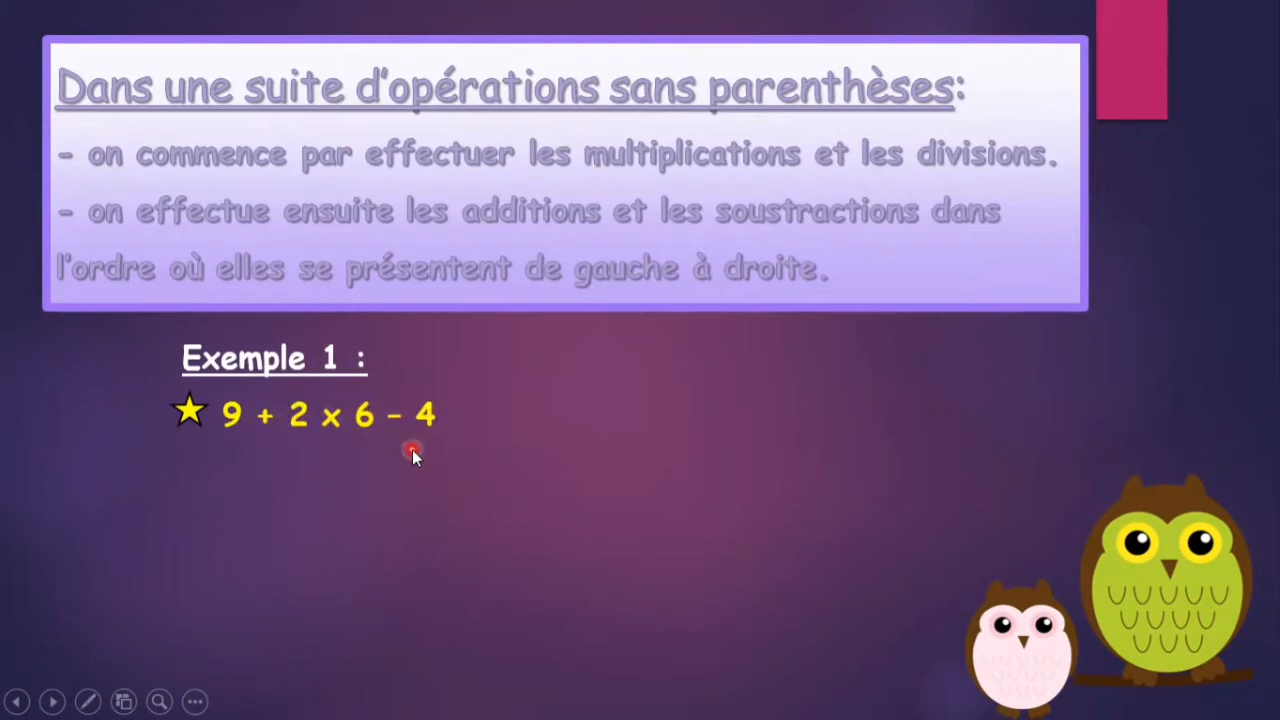 Dans une suite d'opérations sans parenthèses:
- on commence par effectuer les multiplications et les divisions.
- on effectue ensuite les additions et les soustractions dans
l'ordre où elles se présentent de gauche à droite.
Exemple 1 :
9 + 2 x 6 – 4